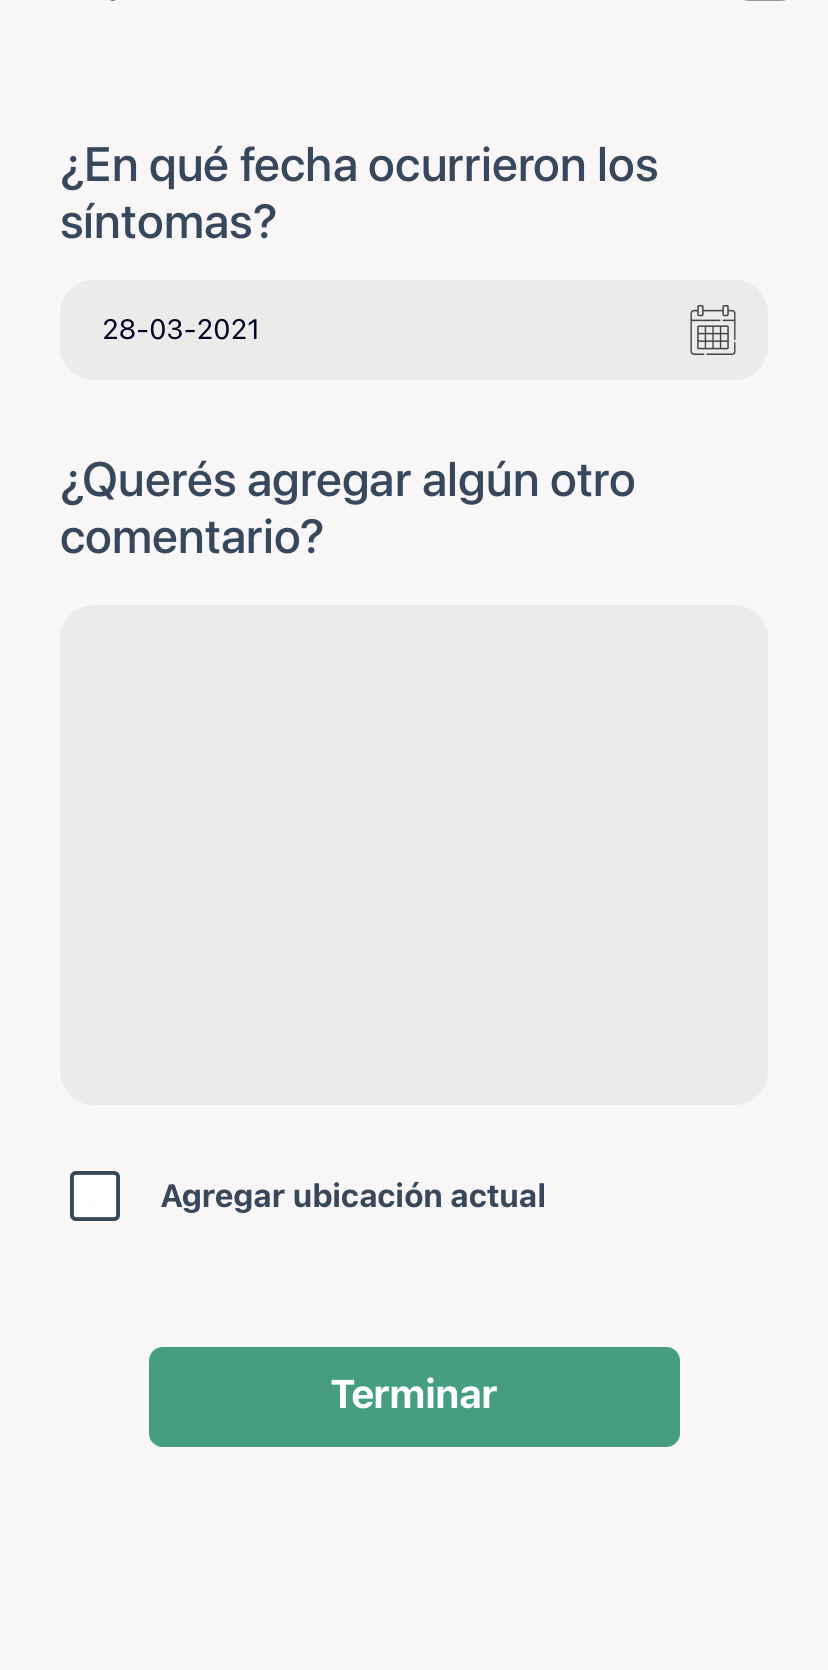 ¿En qué fecha ocurrieron los
síntomas?
28-03-2021
¿Querés agregar algún otro
comentario?
Agregar ubicación actual
Terminar